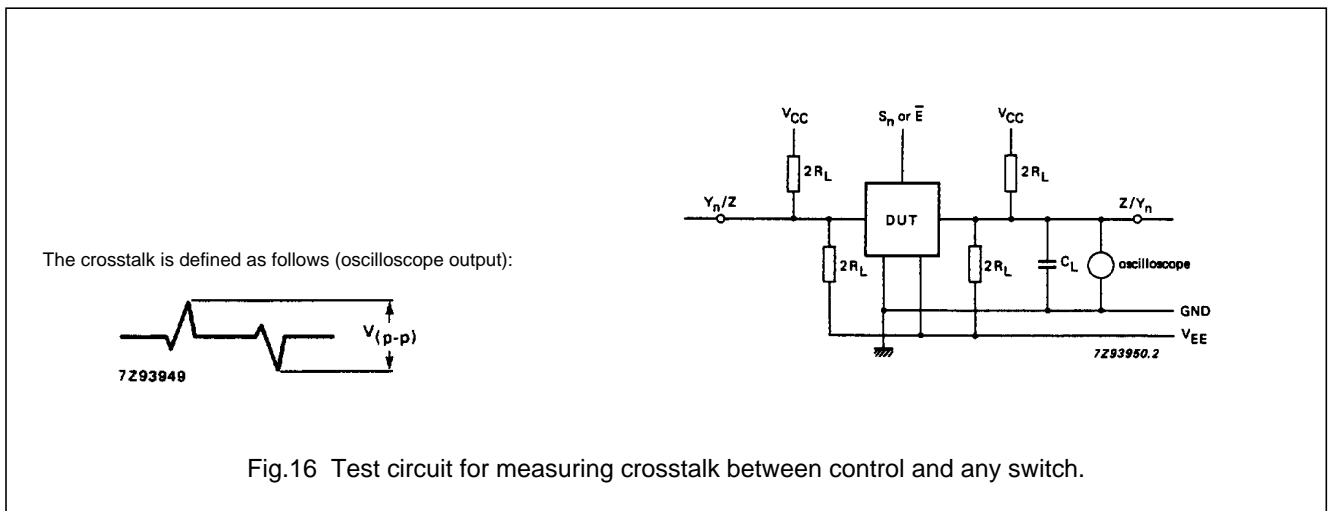 The crosstalk is defined as follows (oscilloscope output):
V(p-p)
7Z93949
VCC Sn or E̅ VCC
2RL 2RL
Yn/Z DUT Z/Yn
2RL 2RL CL oscilloscope
GND
VEE
7Z93950.2
Fig.16 Test circuit for measuring crosstalk between control and any switch.